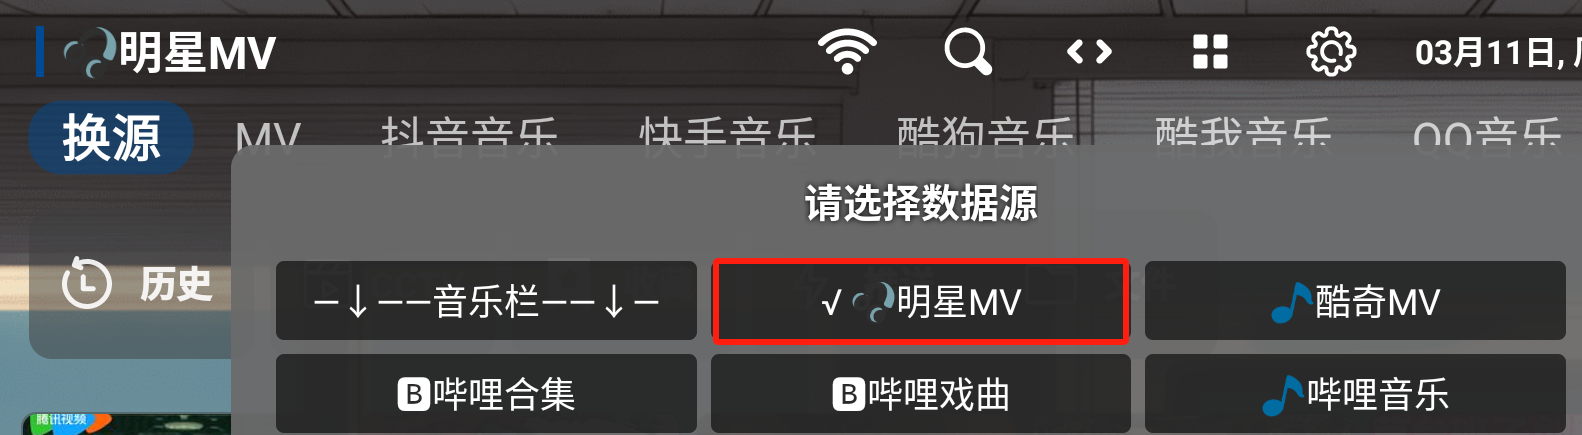 明星MV
03月11日,
换源 MV 抖音音乐 快手音乐 酷狗音乐 酷我音乐 QQ音乐
请选择数据源
历史
—↓——音乐栏——↓— √明星MV 酷奇MV
B哔哩合集 B哔哩戏曲 哔哩音乐
腾讯视频